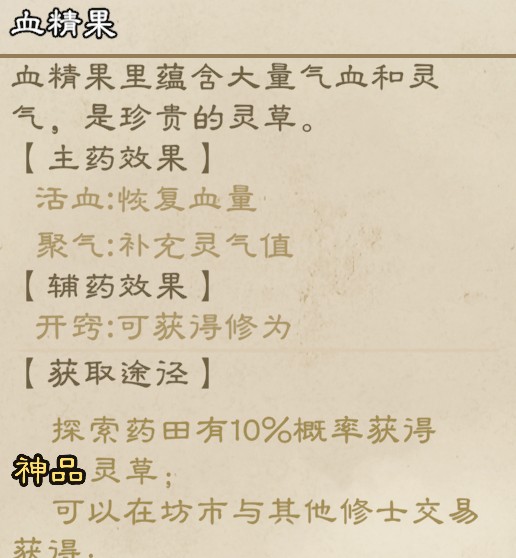 血精果
血精果里蕴含大量气血和灵
气，是珍贵的灵草。
【主药效果】
活血:恢复血量
聚气:补充灵气值
【辅药效果】
开窍:可获得修为
【获取途径】
探索药田有10%概率获得
神品灵草；
可以在坊市与其他修士交易
获得；